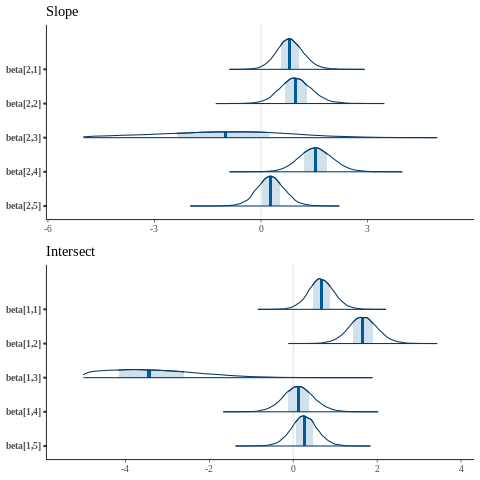 Slope
beta[2,1]
beta[2,2]
beta[2,3]
beta[2,4]
beta[2,5]
-6 -3 0 3
Intersect
beta[1,1]
beta[1,2]
beta[1,3]
beta[1,4]
beta[1,5]
-4 -2 0 2 4